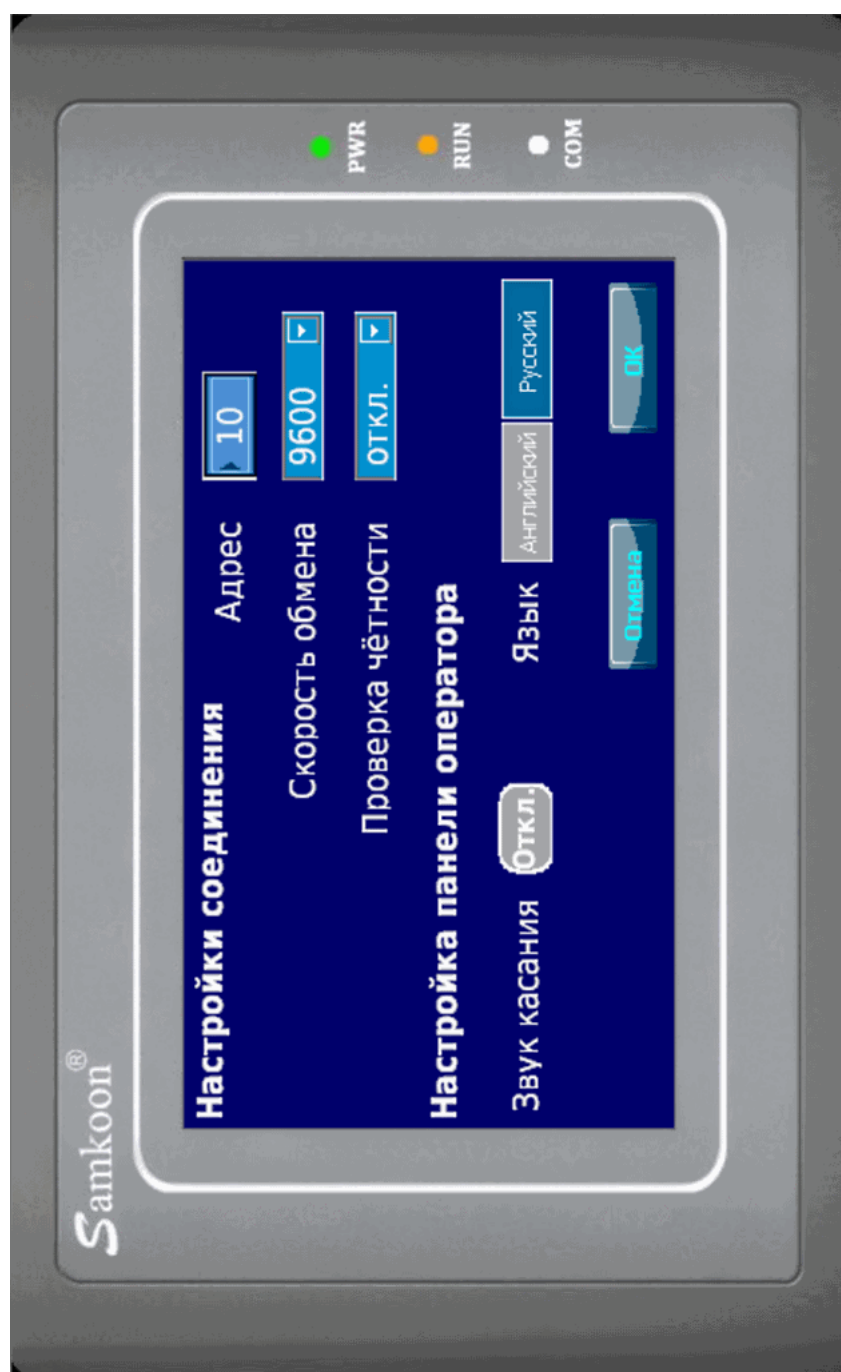 Samkoon®
Настройки соединения
Адрес 10
Скорость обмена 9600
Проверка чётности откл.
Настройка панели оператора
Звук касания Откл. Язык Английский Русский
Отмена OK
PWR
RUN
COM